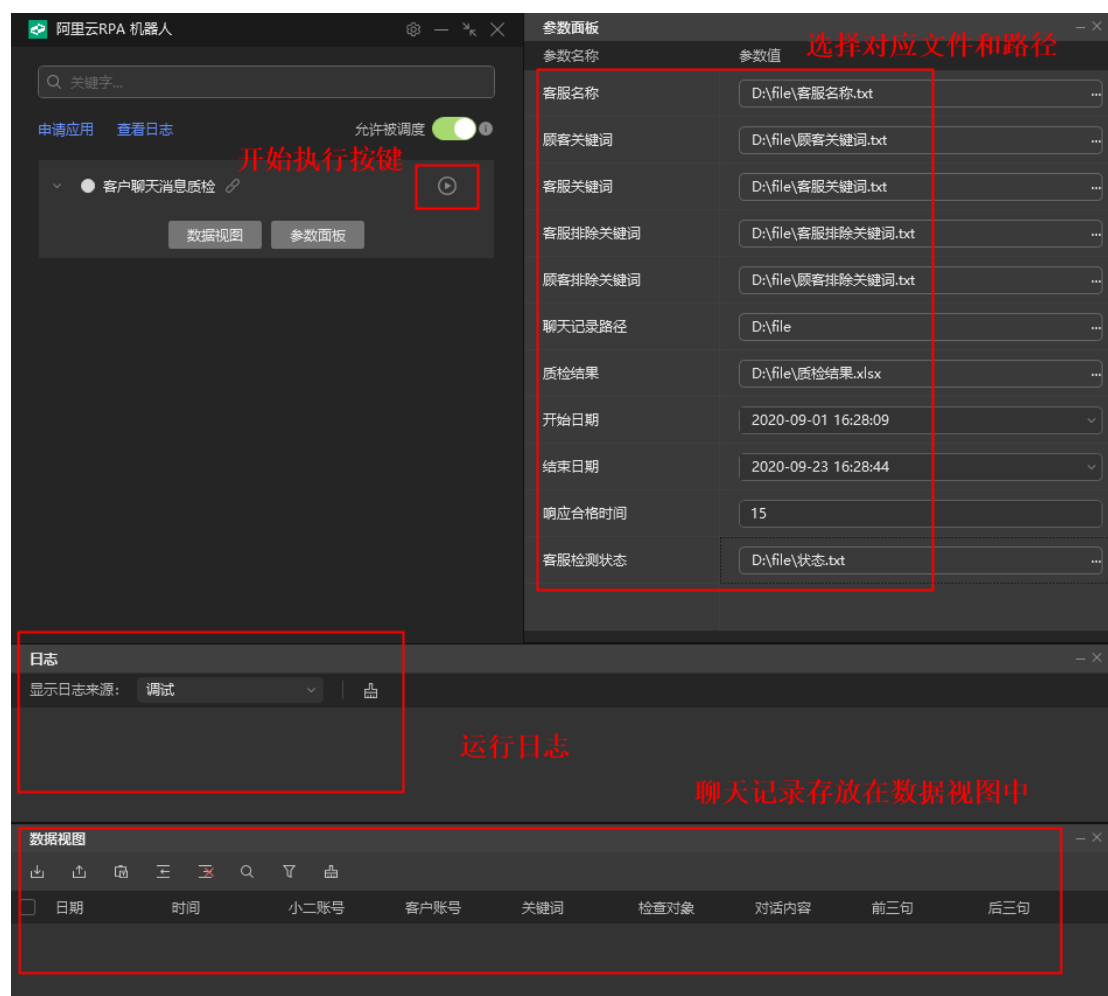 阿里云RPA 机器人
关键字...
申请应用 查看日志 允许被调度
开始执行按键
客户聊天消息质检
数据视图 参数面板
参数面板
选择对应文件和路径
参数名称 参数值
客服名称 D:\file\客服名称.txt ...
顾客关键词 D:\file\顾客关键词.txt ...
客服关键词 D:\file\客服关键词.txt ...
客服排除关键词 D:\file\客服排除关键词.txt ...
顾客排除关键词 D:\file\顾客排除关键词.txt ...
聊天记录路径 D:\file ...
质检结果 D:\file\质检结果.xlsx ...
开始日期 2020-09-01 16:28:09
结束日期 2020-09-23 16:28:44
响应合格时间 15
客服检测状态 D:\file\状态.txt ...
日志
显示日志来源: 调试
运行日志
聊天记录存放在数据视图中
数据视图
日期 时间 小二账号 客户账号 关键词 检查对象 对话内容 前三句 后三句